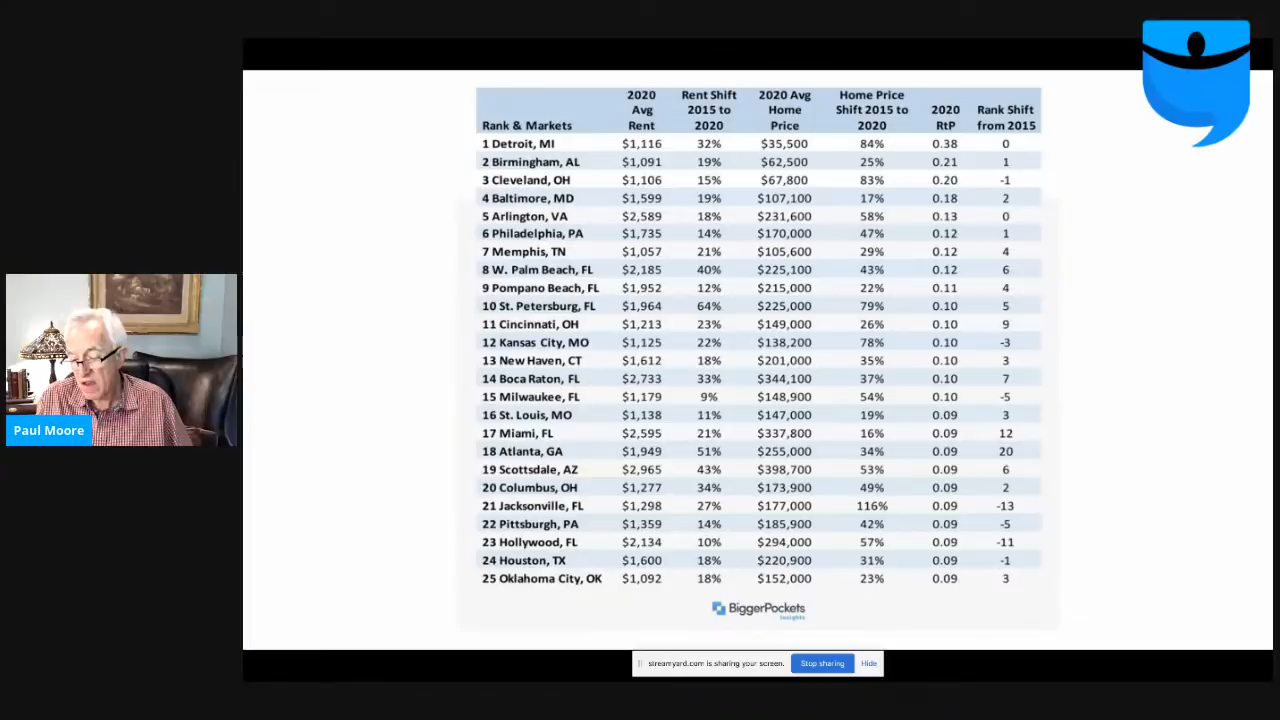 2020 Rent Shift 2020 Avg Home Price
Avg 2015 to Home Shift 2015 to 2020 Rank Shift
Rank & Markets Rent 2020 Price 2020 RtP from 2015
1 Detroit, MI $1,116 32% $35,500 84% 0.38 0
2 Birmingham, AL $1,091 19% $62,500 25% 0.21 1
3 Cleveland, OH $1,106 15% $67,800 83% 0.20 -1
4 Baltimore, MD $1,599 19% $107,100 17% 0.18 2
5 Arlington, VA $2,589 18% $231,600 58% 0.13 0
6 Philadelphia, PA $1,735 14% $170,000 47% 0.12 1
7 Memphis, TN $1,057 21% $105,600 29% 0.12 4
8 W. Palm Beach, FL $2,185 40% $225,100 43% 0.12 6
9 Pompano Beach, FL $1,952 12% $215,000 22% 0.11 4
10 St. Petersburg, FL $1,964 64% $225,000 79% 0.10 5
11 Cincinnati, OH $1,213 23% $149,000 26% 0.10 9
12 Kansas City, MO $1,125 22% $138,200 78% 0.10 -3
13 New Haven, CT $1,612 18% $201,000 35% 0.10 3
14 Boca Raton, FL $2,733 33% $344,100 37% 0.10 7
15 Milwaukee, FL $1,179 9% $148,900 54% 0.10 -5
16 St. Louis, MO $1,138 11% $147,000 19% 0.09 3
17 Miami, FL $2,595 21% $337,800 16% 0.09 12
18 Atlanta, GA $1,949 51% $255,000 34% 0.09 20
19 Scottsdale, AZ $2,965 43% $398,700 53% 0.09 6
20 Columbus, OH $1,277 34% $173,900 49% 0.09 2
21 Jacksonville, FL $1,298 27% $177,000 116% 0.09 -13
22 Pittsburgh, PA $1,359 14% $185,900 42% 0.09 -5
23 Hollywood, FL $2,134 10% $294,000 57% 0.09 -11
24 Houston, TX $1,600 18% $220,900 31% 0.09 -1
25 Oklahoma City, OK $1,092 18% $152,000 23% 0.09 3
BiggerPockets
Insights
Paul Moore
streamyard.com is sharing your screen. Stop sharing Hide